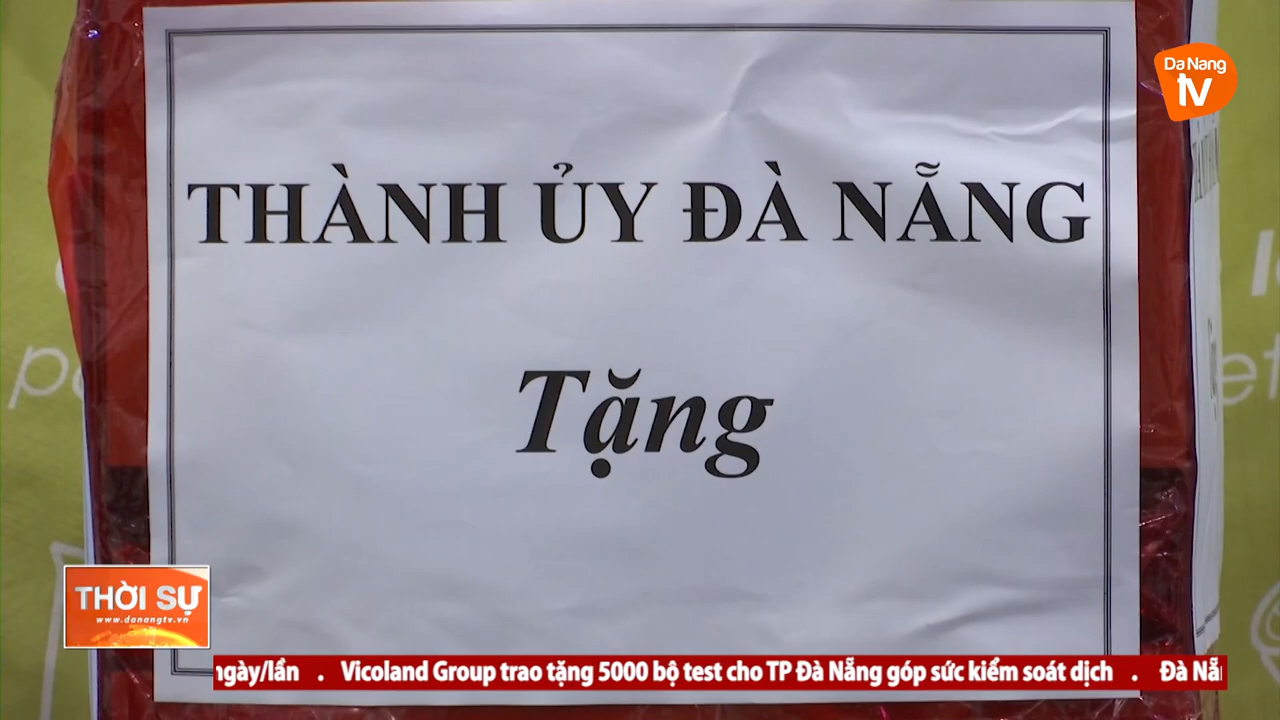 Da Nang
tv
THÀNH ỦY ĐÀ NẴNG
Tặng
THỜI SỰ
www.danangtv.vn
ngày/lần . Vicoland Group trao tặng 5000 bộ test cho TP Đà Nẵng góp sức kiểm soát dịch . Đà Nẵ